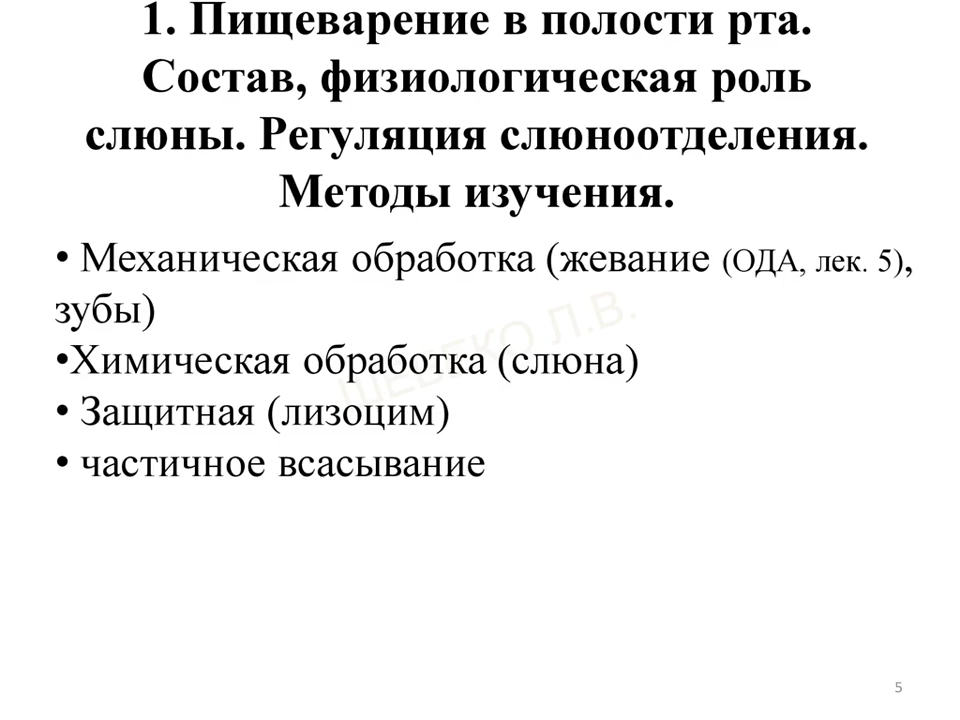 1. Пищеварение в полости рта.
Состав, физиологическая роль
слюны. Регуляция слюноотделения.
Методы изучения.
• Механическая обработка (жевание (ОДА, лек. 5),
зубы)
•Химическая обработка (слюна)
• Защитная (лизоцим)
• частичное всасывание
ШЕВЕКО Л.В.
5